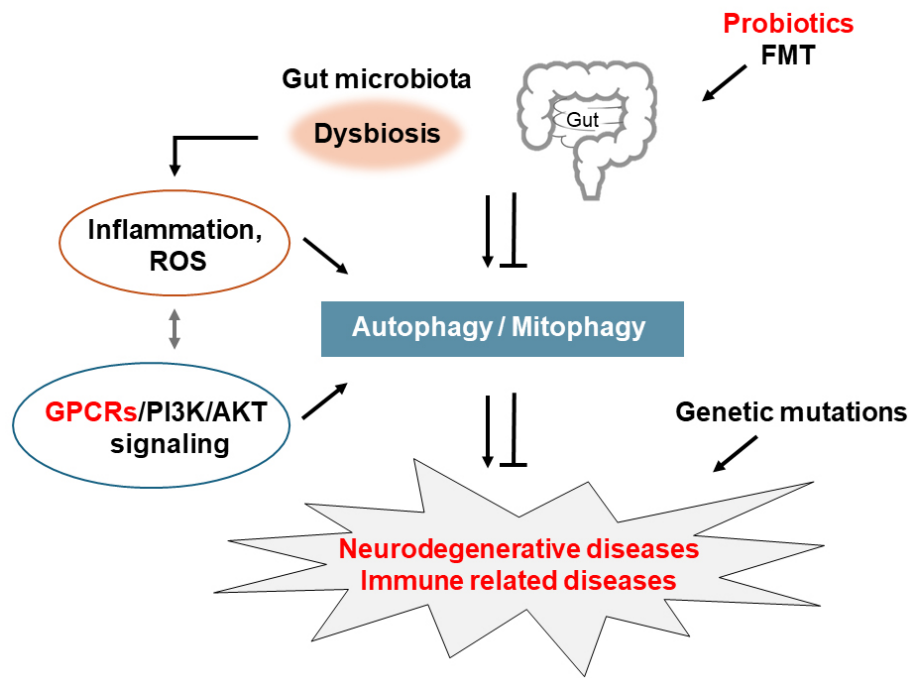 Probiotics
FMT
Gut microbiota
Dysbiosis
Gut
Inflammation,
ROS
Autophagy / Mitophagy
GPCRs/PI3K/AKT
signaling
Genetic mutations
Neurodegenerative diseases
Immune related diseases